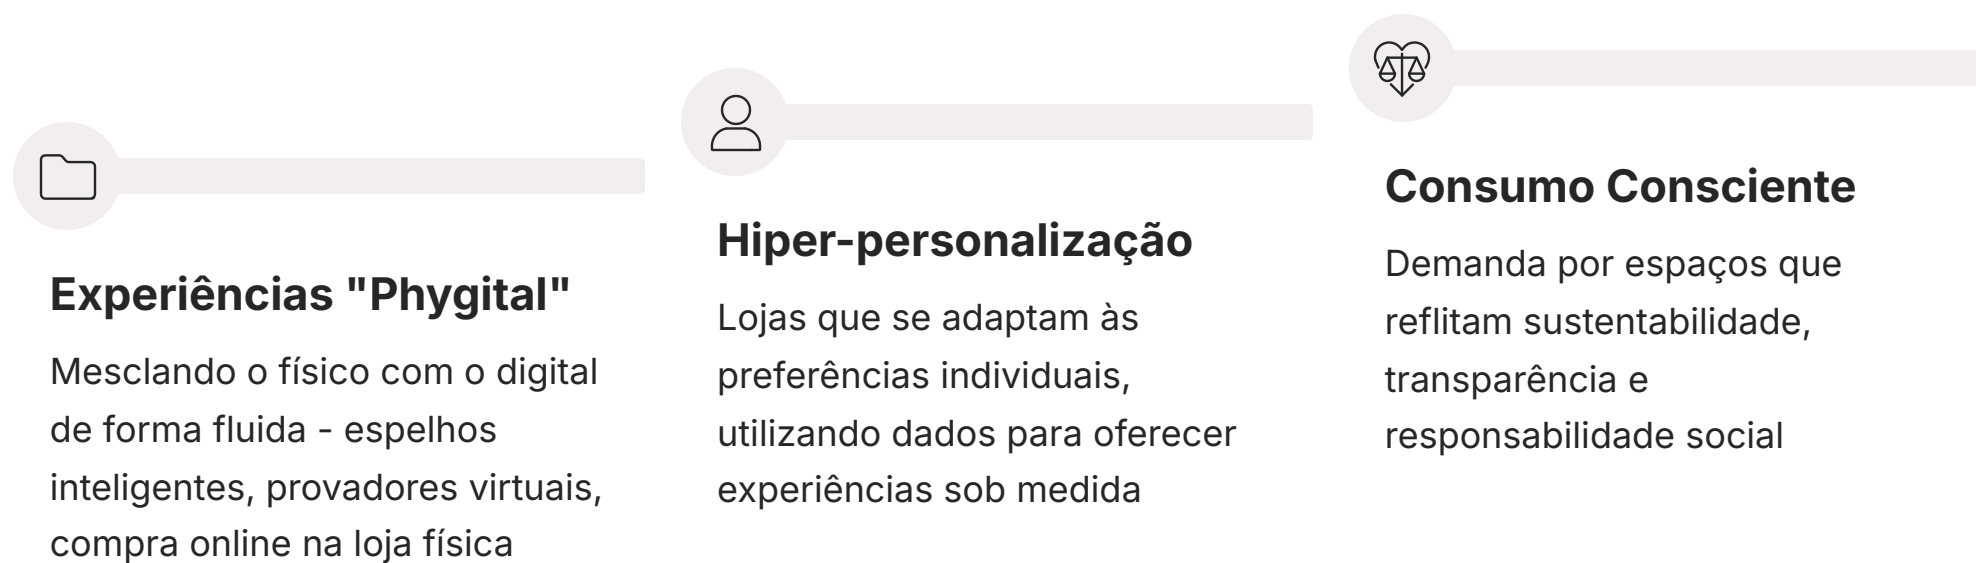 Experiências "Phygital"
Mesclando o físico com o digital
de forma fluida - espelhos
inteligentes, provadores virtuais,
compra online na loja física
Hiper-personalização
Lojas que se adaptam às
preferências individuais,
utilizando dados para oferecer
experiências sob medida
Consumo Consciente
Demanda por espaços que
reflitam sustentabilidade,
transparência e
responsabilidade social